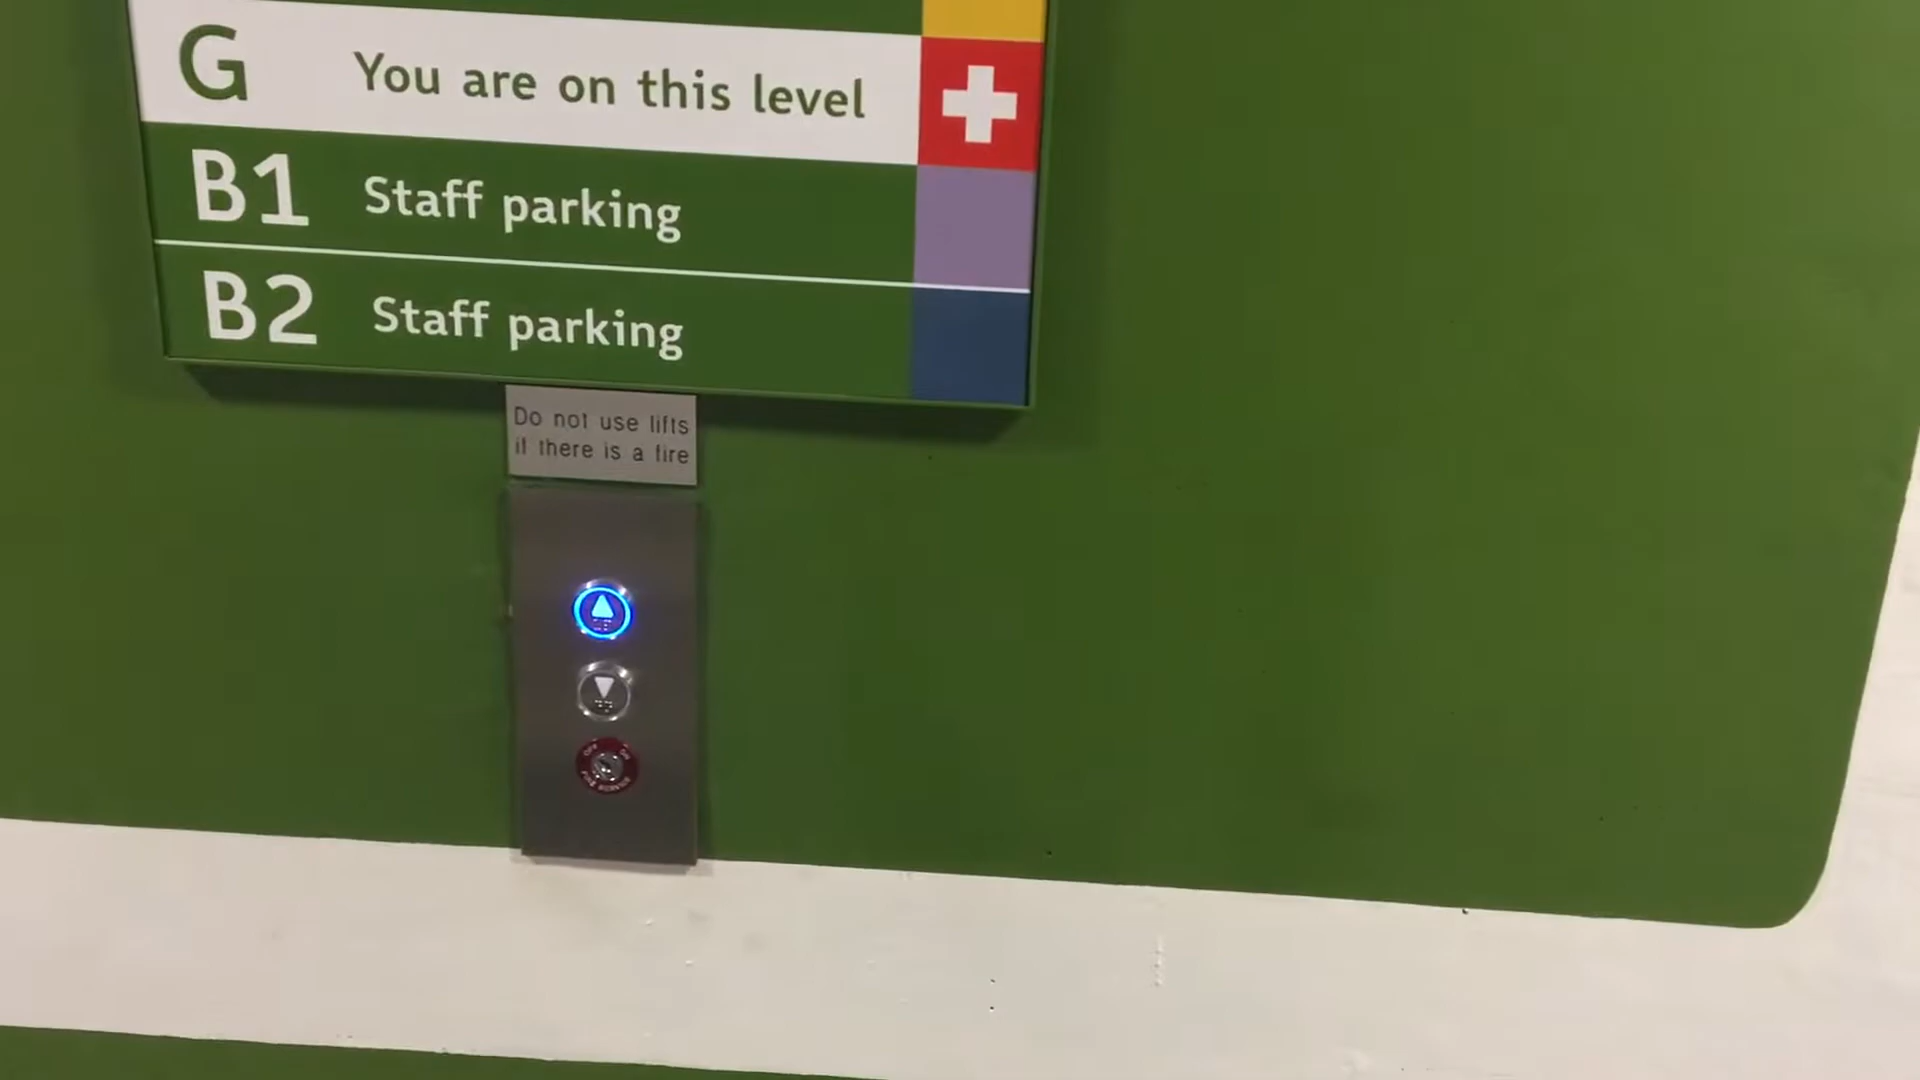 G You are on this level
B1 Staff parking
B2 Staff parking
Do not use lifts
if there is a fire